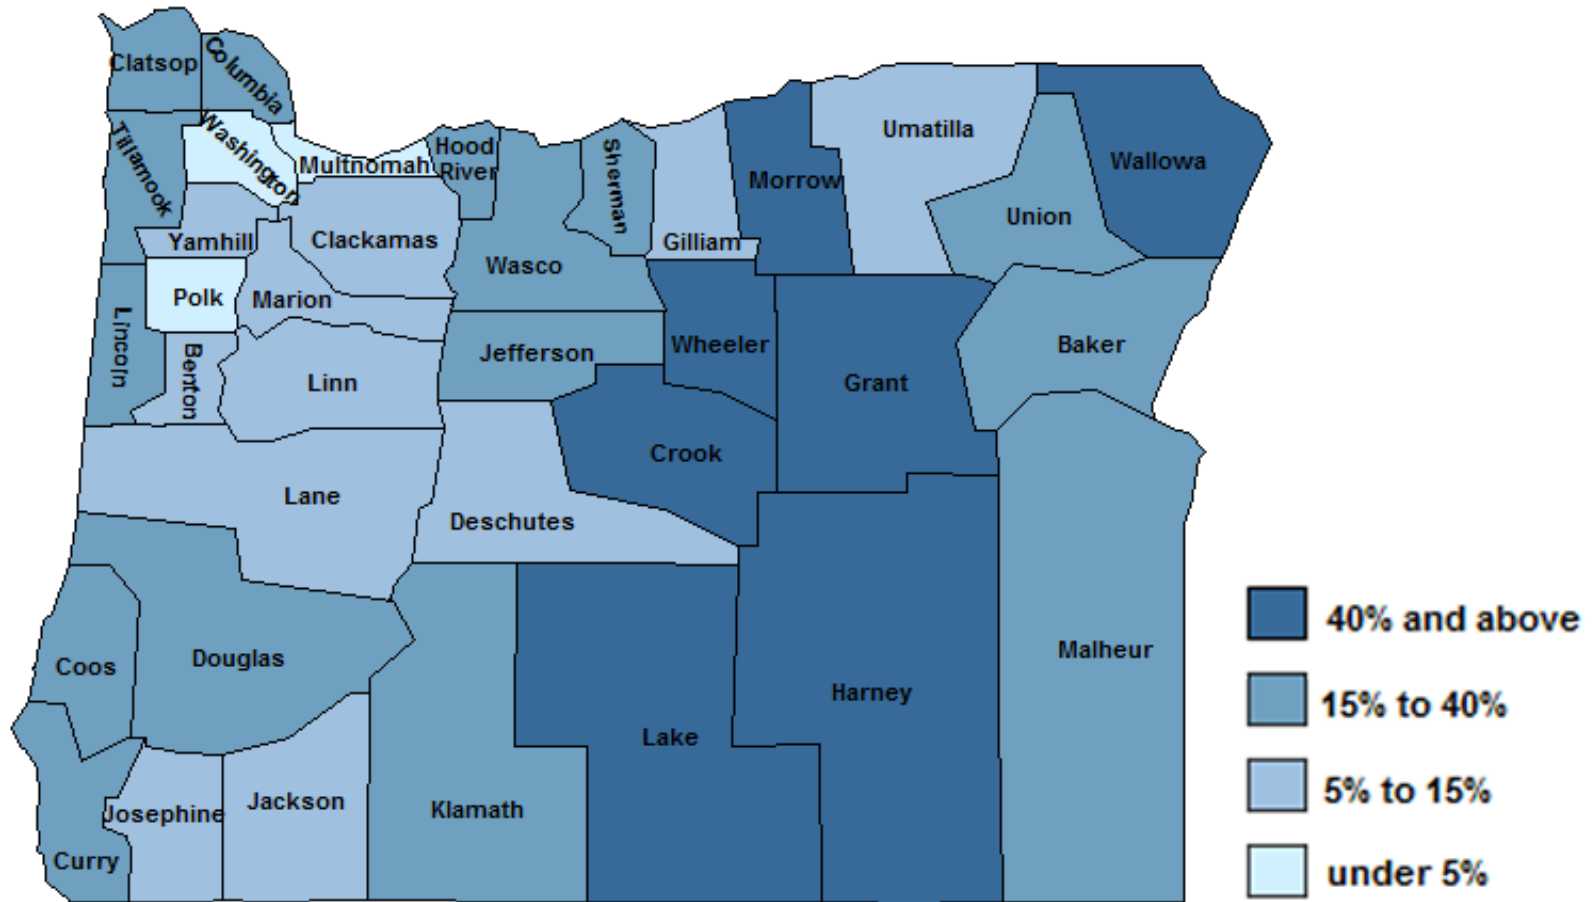 Clatsop
Columbia
Tillamook
Washington
Multnomah
Hood
River
Sherman
Umatilla
Wallowa
Morrow
Union
Yamhill
Clackamas
Gilliam
Wasco
Polk
Marion
Lincoln
Benton
Linn
Jefferson
Wheeler
Grant
Baker
Crook
Lane
Deschutes
Coos
Douglas
Malheur
Harney
Lake
Josephine
Jackson
Klamath
Curry
40% and above
15% to 40%
5% to 15%
under 5%